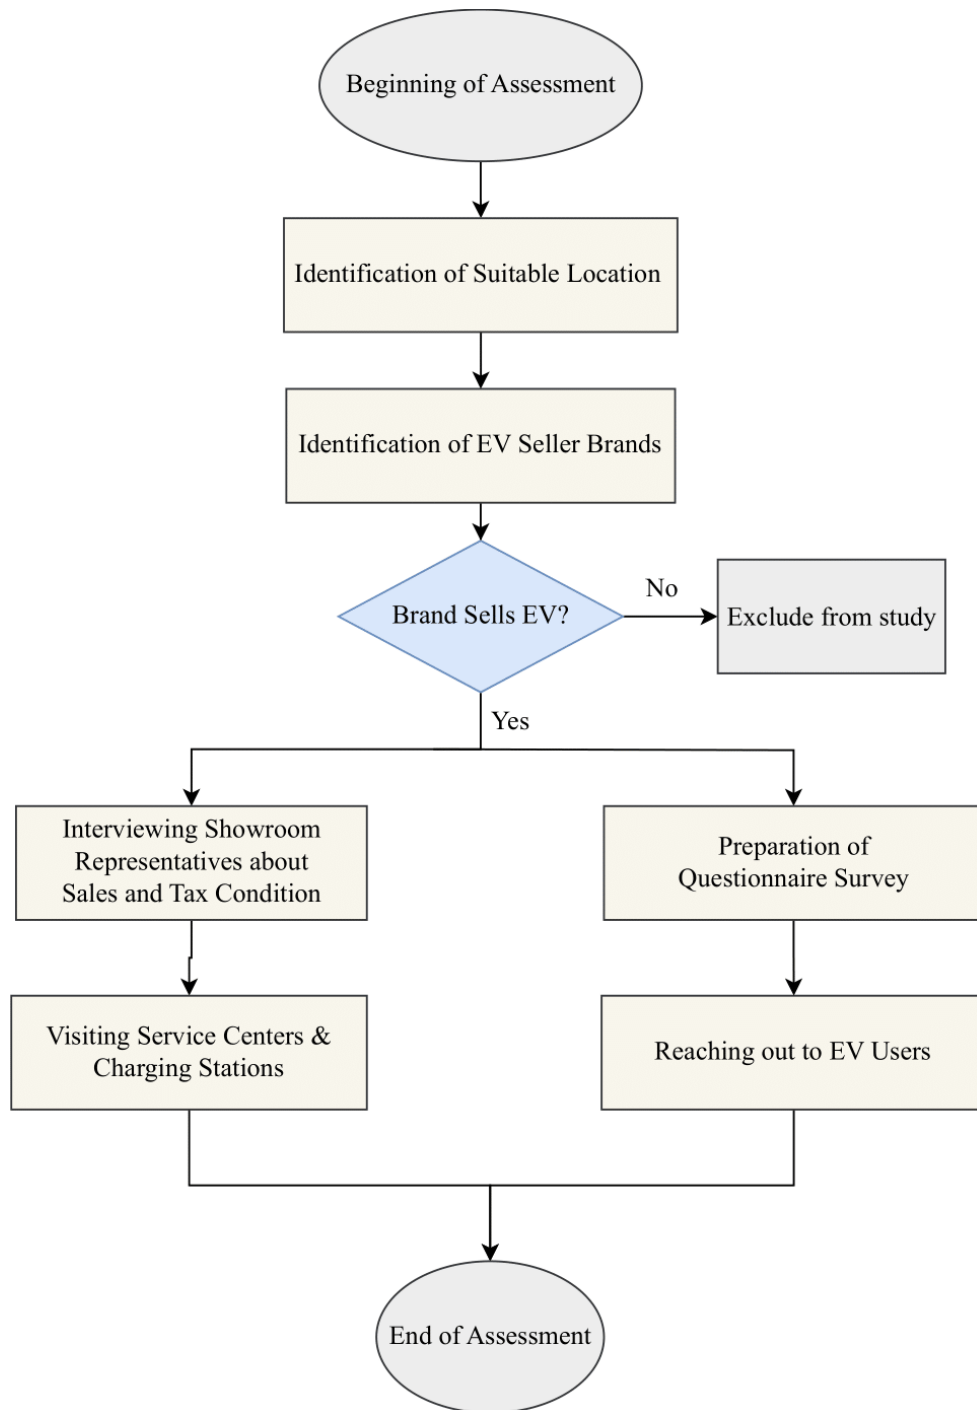 Beginning of Assessment
Identification of Suitable Location
Identification of EV Seller Brands
Brand Sells EV?
No
Exclude from study
Yes
Interviewing Showroom
Representatives about
Sales and Tax Condition
Preparation of
Questionnaire Survey
Visiting Service Centers &
Charging Stations
Reaching out to EV Users
End of Assessment